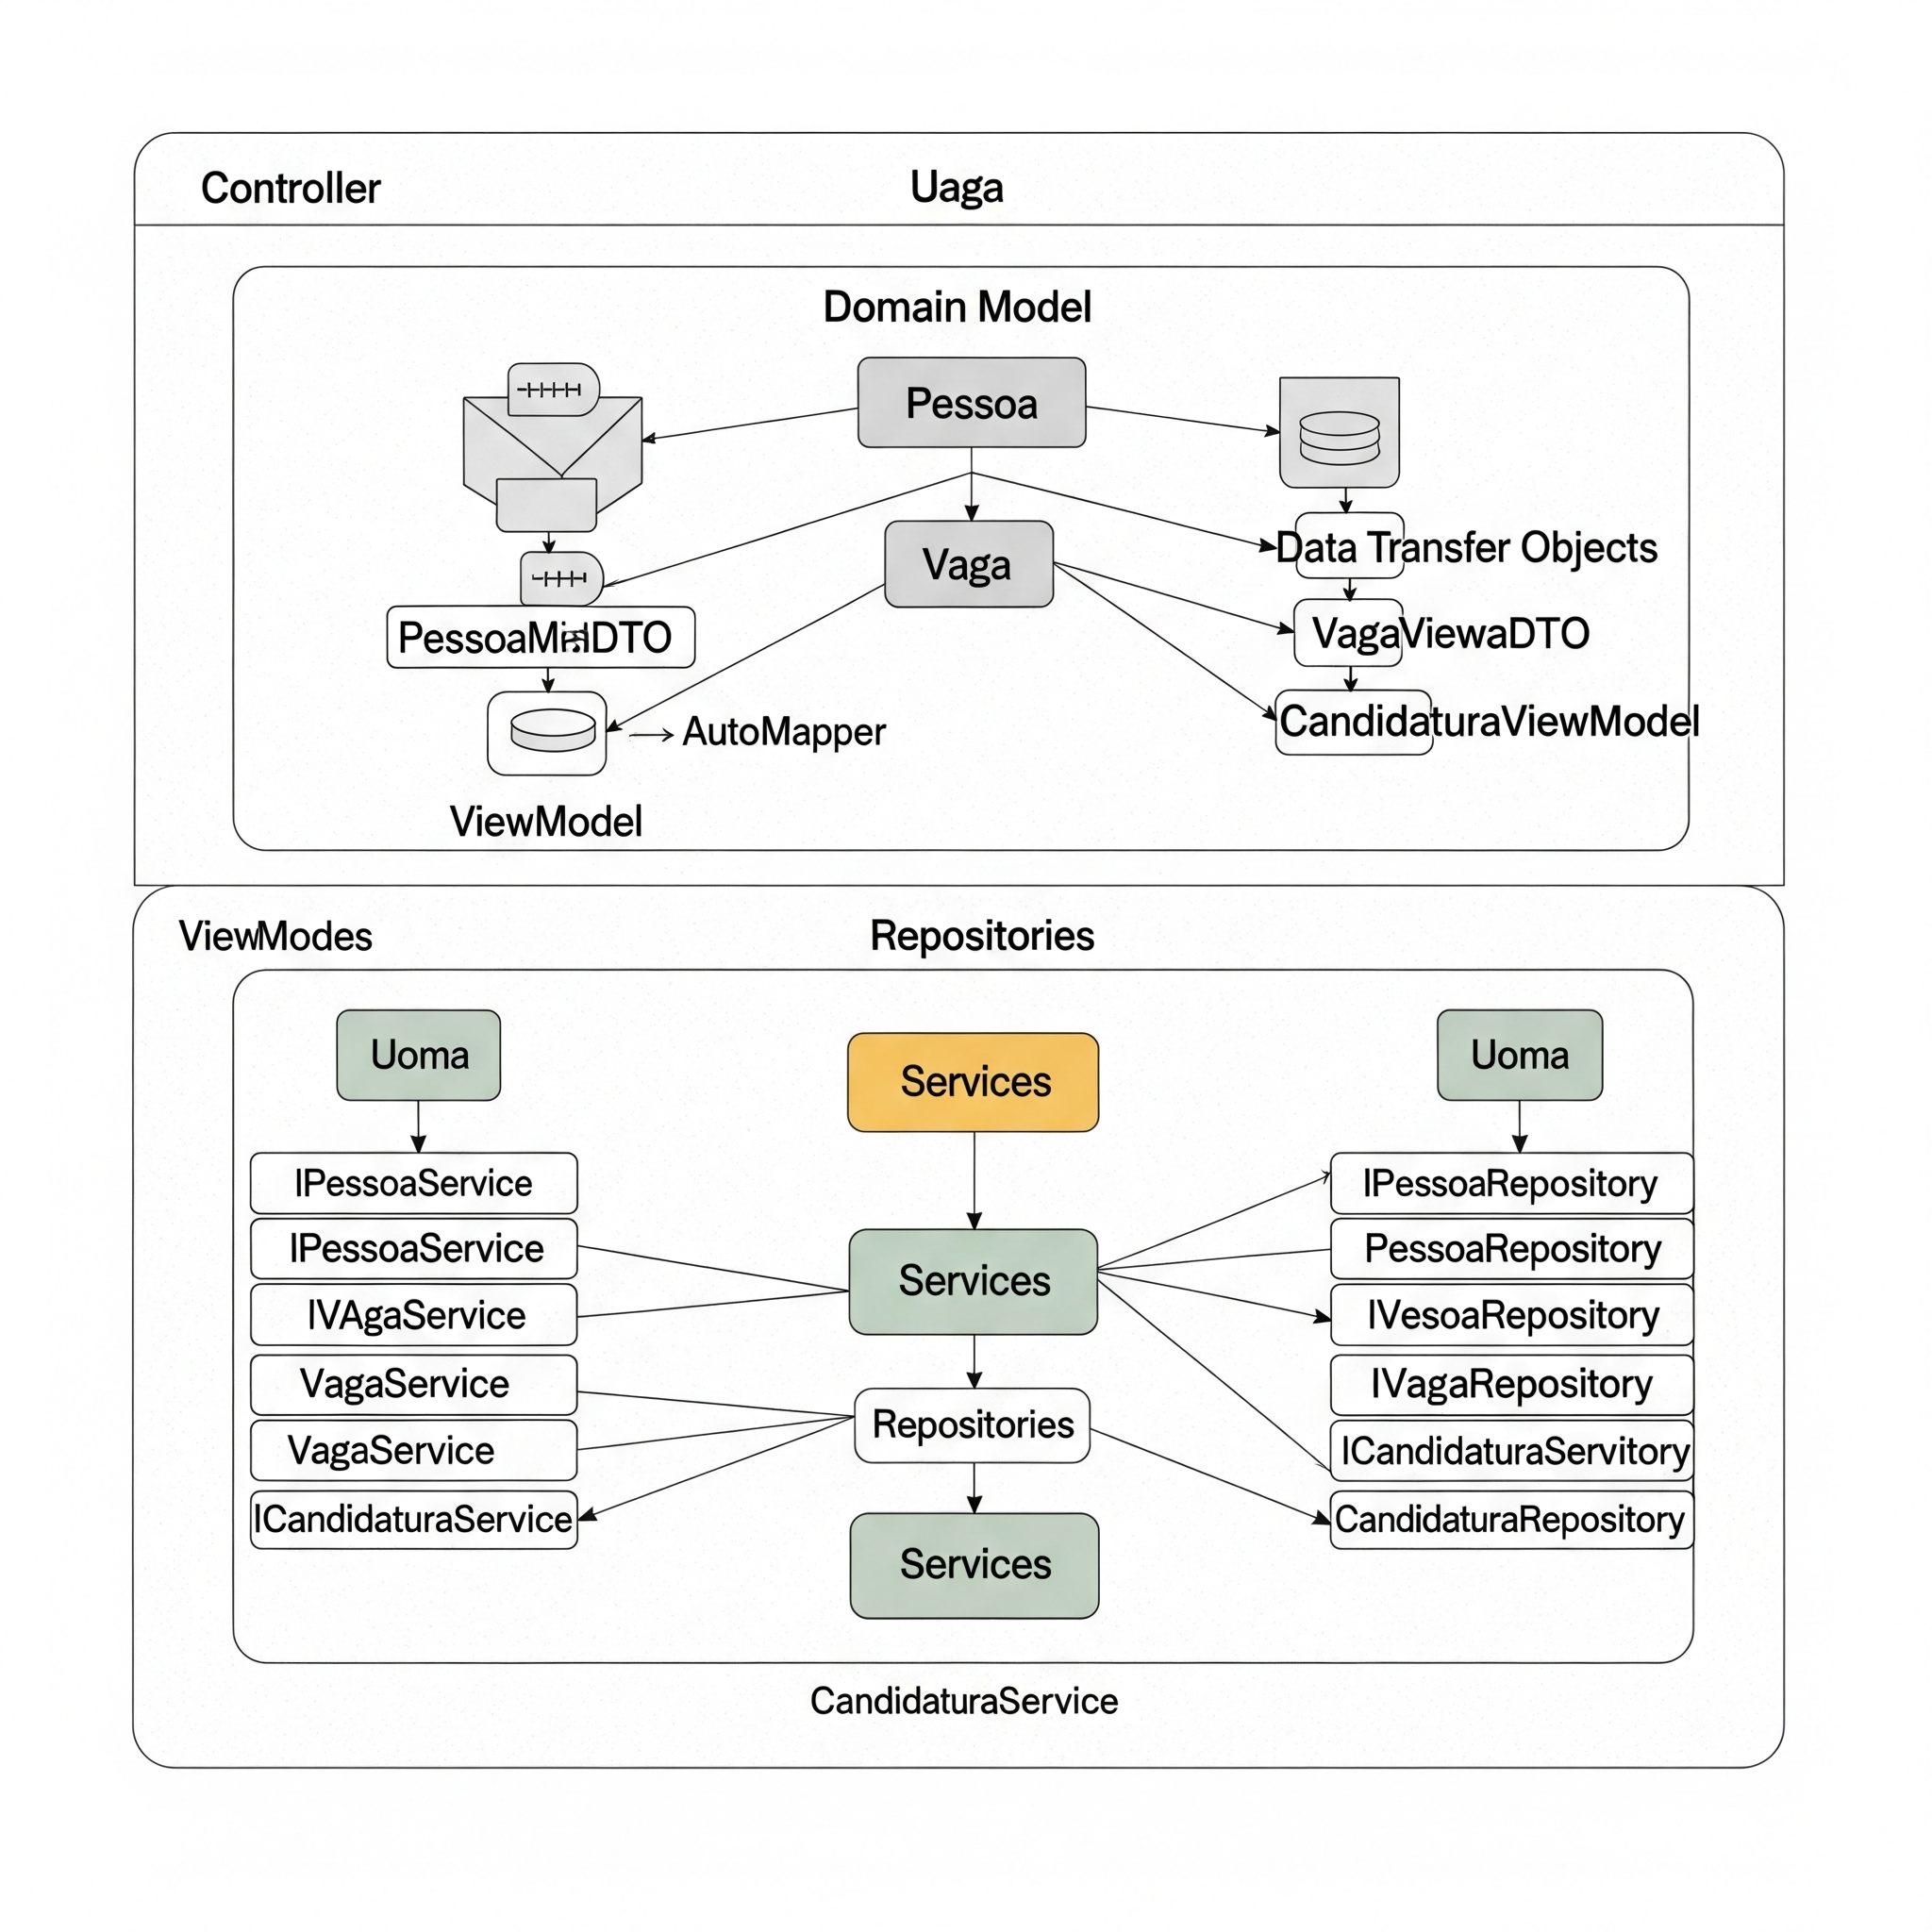 Controller
Uaga
Domain Model
Pessoa
Vaga
Data Transfer Objects
VagaViewaDTO
CandidaturaViewModel
→ AutoMapper
ViewModel
ViewModes
Repositories
Uoma
Services
Uoma
IPessoaService
IPessoaService
IVAgaService
VagaService
VagaService
ICandidaturaService
Services
Repositories
Services
IPessoaRepository
PessoaRepository
IVesoaRepository
IVagaRepository
ICandidaturaServitory
CandidaturaRepository
CandidaturaService